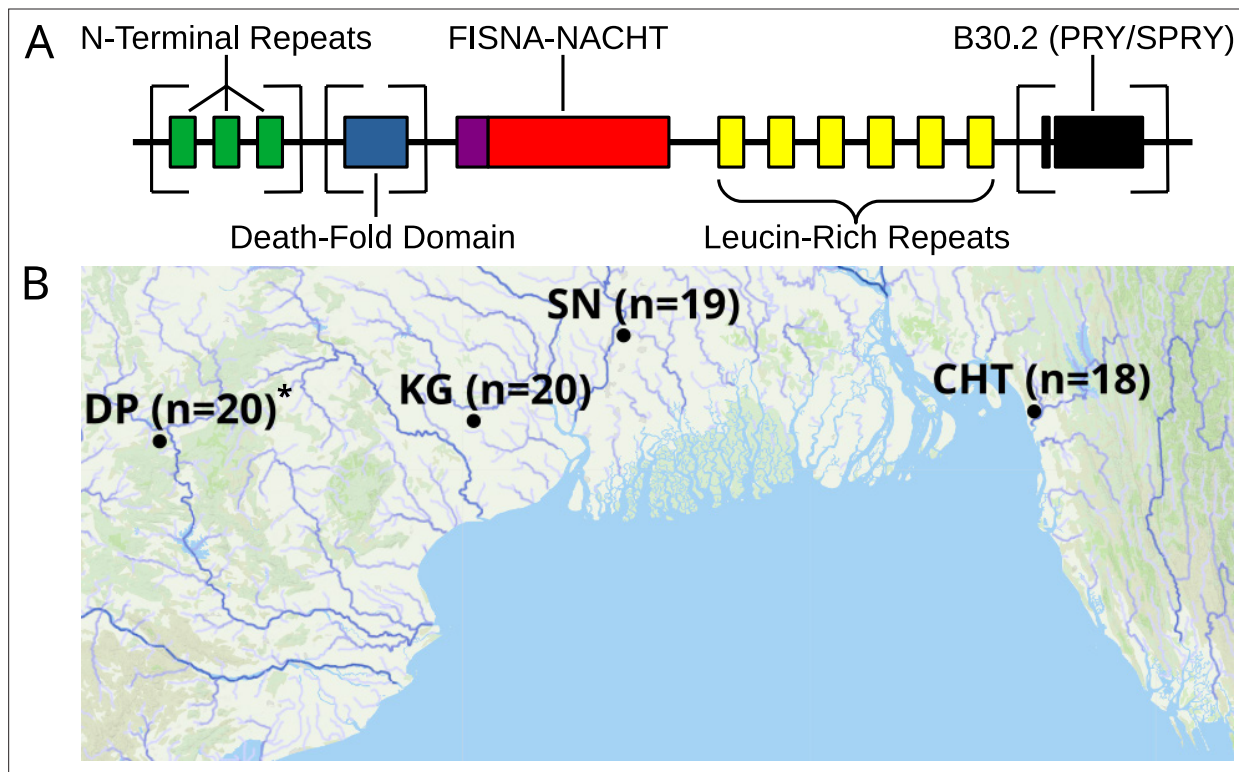 A
N-Terminal Repeats
FISNA-NACHT
B30.2 (PRY/SPRY)
Death-Fold Domain
Leucin-Rich Repeats
B
SN (n=19)
KG (n=20)
CHT (n=18)
DP (n=20)*